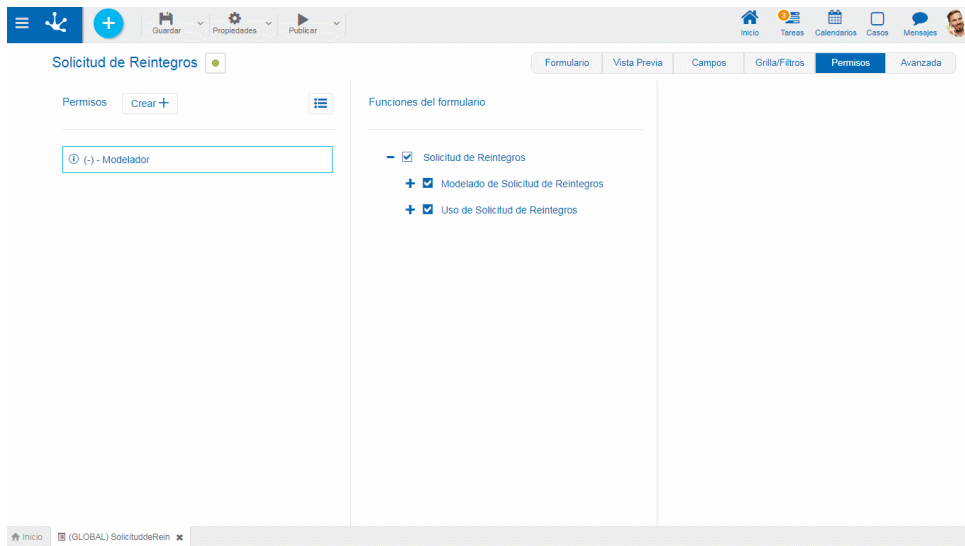 Guardar
Propiedades
Publicar
Inicio
3
Tareas
Calendarios
Casos
Mensajes
Solicitud de Reintegros
Formulario
Vista Previa
Campos
Grilla/Filtros
Permisos
Avanzada
Permisos
Crear +
Funciones del formulario
(-) - Modelador
Solicitud de Reintegros
Modelado de Solicitud de Reintegros
Uso de Solicitud de Reintegros
Inicio
(GLOBAL) SolicituddeRein